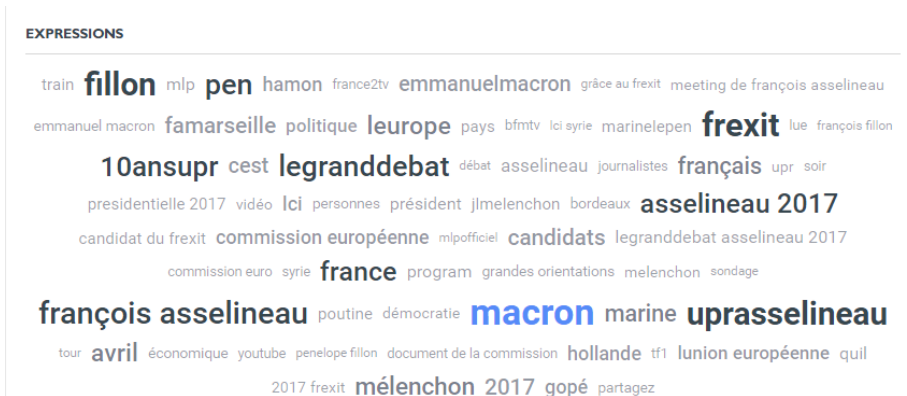 EXPRESSIONS
train fillon mlp pen hamon france2tv emmanuelmacron grâce au frexit meeting de françois asselineau
emmanuel macron famarseille politique leurope pays bfmtv lci syrie marinelepen frexit lue françois fillon
10ansupr cest legranddebat débat asselineau journalistes français upr soir
presidentielle 2017 vidéo lci personnes président jlmelenchon bordeaux asselineau 2017
candidat du frexit commission européenne mlpofficiel candidats legranddebat asselineau 2017
commission euro syrie france program grandes orientations melenchon sondage
françois asselineau poutine démocratie macron marine uprasselineau
tour avril économique youtube penelope fillon document de la commission hollande tf1 lunion européenne quil
2017 frexit mélenchon 2017 gopé partagez